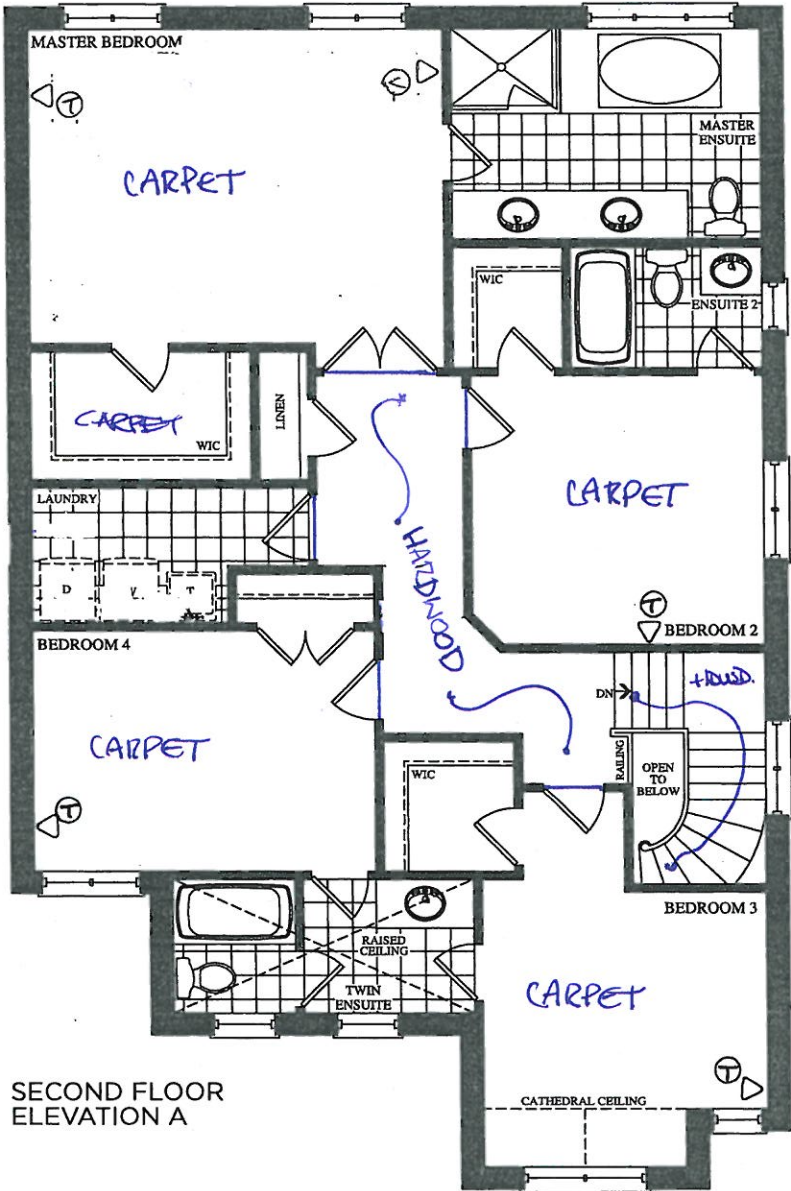 MASTER BEDROOM
T
CARPET
MASTER
ENSUITE
WIC
ENSUITE 2
CARPET
WIC
LINEN
CARPET
LAUNDRY
D
T
HARDWOOD
T
BEDROOM 2
BEDROOM 4
CARPET
T
DN
RAILING
OPEN
TO
BELOW
WIC
BEDROOM 3
RAISED
CEILING
TWIN
ENSUITE
CARPET
T
CATHEDRAL CEILING
SECOND FLOOR
ELEVATION A